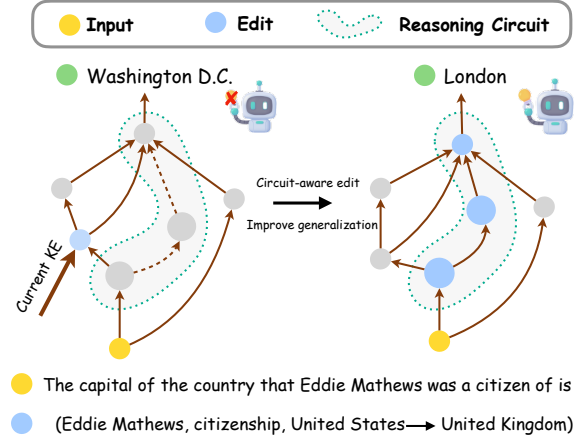 Input Edit Reasoning Circuit
Washington D.C. London
Circuit-aware edit
Improve generalization
Current KE
The capital of the country that Eddie Mathews was a citizen of is
(Eddie Mathews, citizenship, United States → United Kingdom)